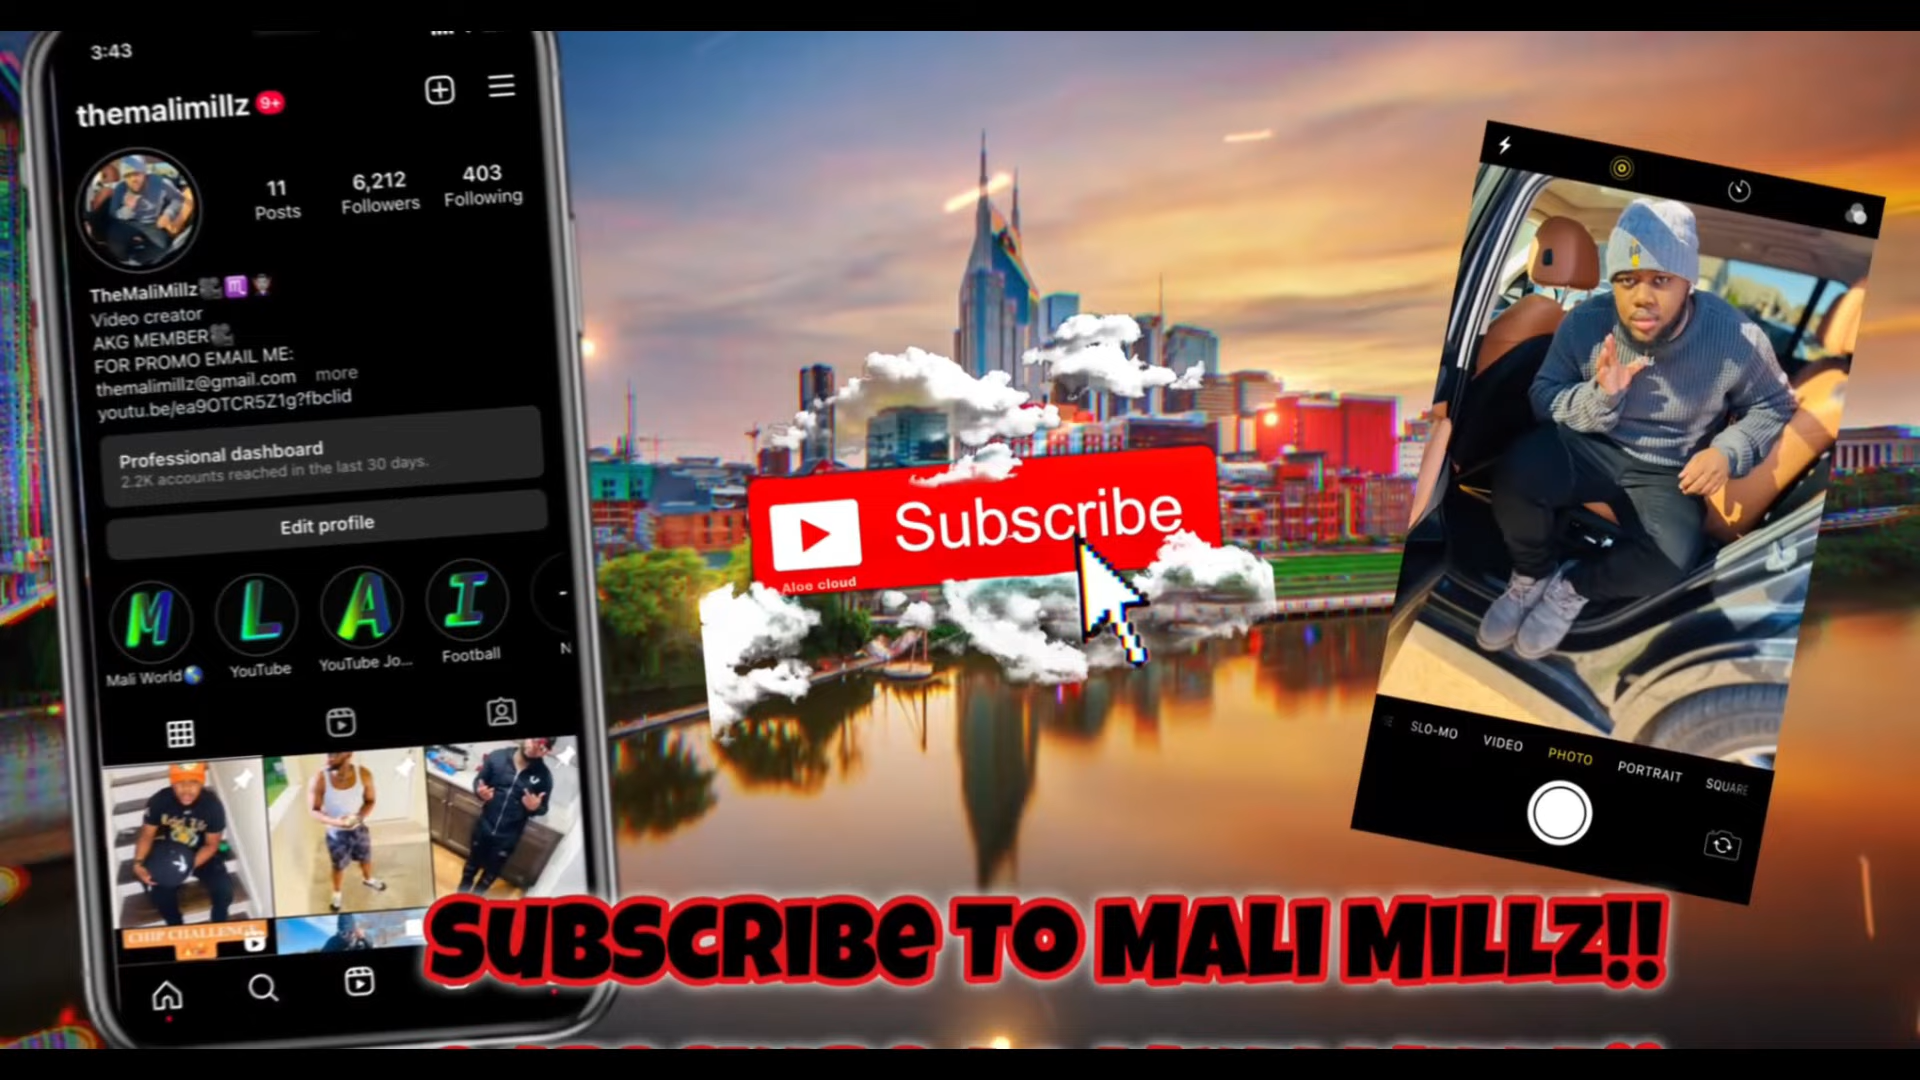 3:43
themalimillz 9+
11 Posts
6,212 Followers
403 Following
TheMaliMillz
Video creator
AKG MEMBER
FOR PROMO EMAIL ME:
themalimillz@gmail.com more
youtu.be/ea9OTCR5Z1g?fbclid
Professional dashboard
2.2K accounts reached in the last 30 days.
Edit profile
M L A I
Mali World YouTube YouTube Jo... Football N
CHIP CHALLENGE
Subscribe
Aloo cloud
SLO-MO VIDEO PHOTO PORTRAIT SQUARE
SUBSCRIBE TO MALI MILLZ!!